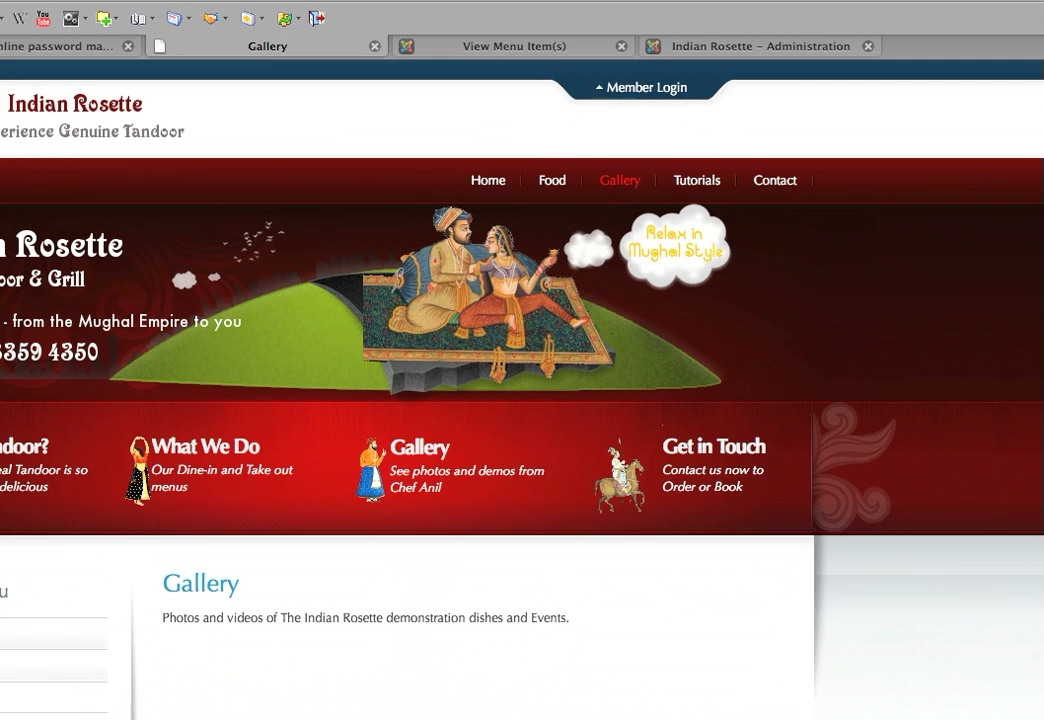 nline password ma...
Gallery
View Menu Item(s)
Indian Rosette - Administration
Member Login
Indian Rosette
erience Genuine Tandoor
Home
Food
Gallery
Tutorials
Contact
n Rosette
oor & Grill
- from the Mughal Empire to you
3359 4350
Relax in
Mughal Style
ndoor?
eal Tandoor is so
delicious
What We Do
Our Dine-in and Take out
menus
Gallery
See photos and demos from
Chef Anil
Get in Touch
Contact us now to
Order or Book
u
Gallery
Photos and videos of The Indian Rosette demonstration dishes and Events.